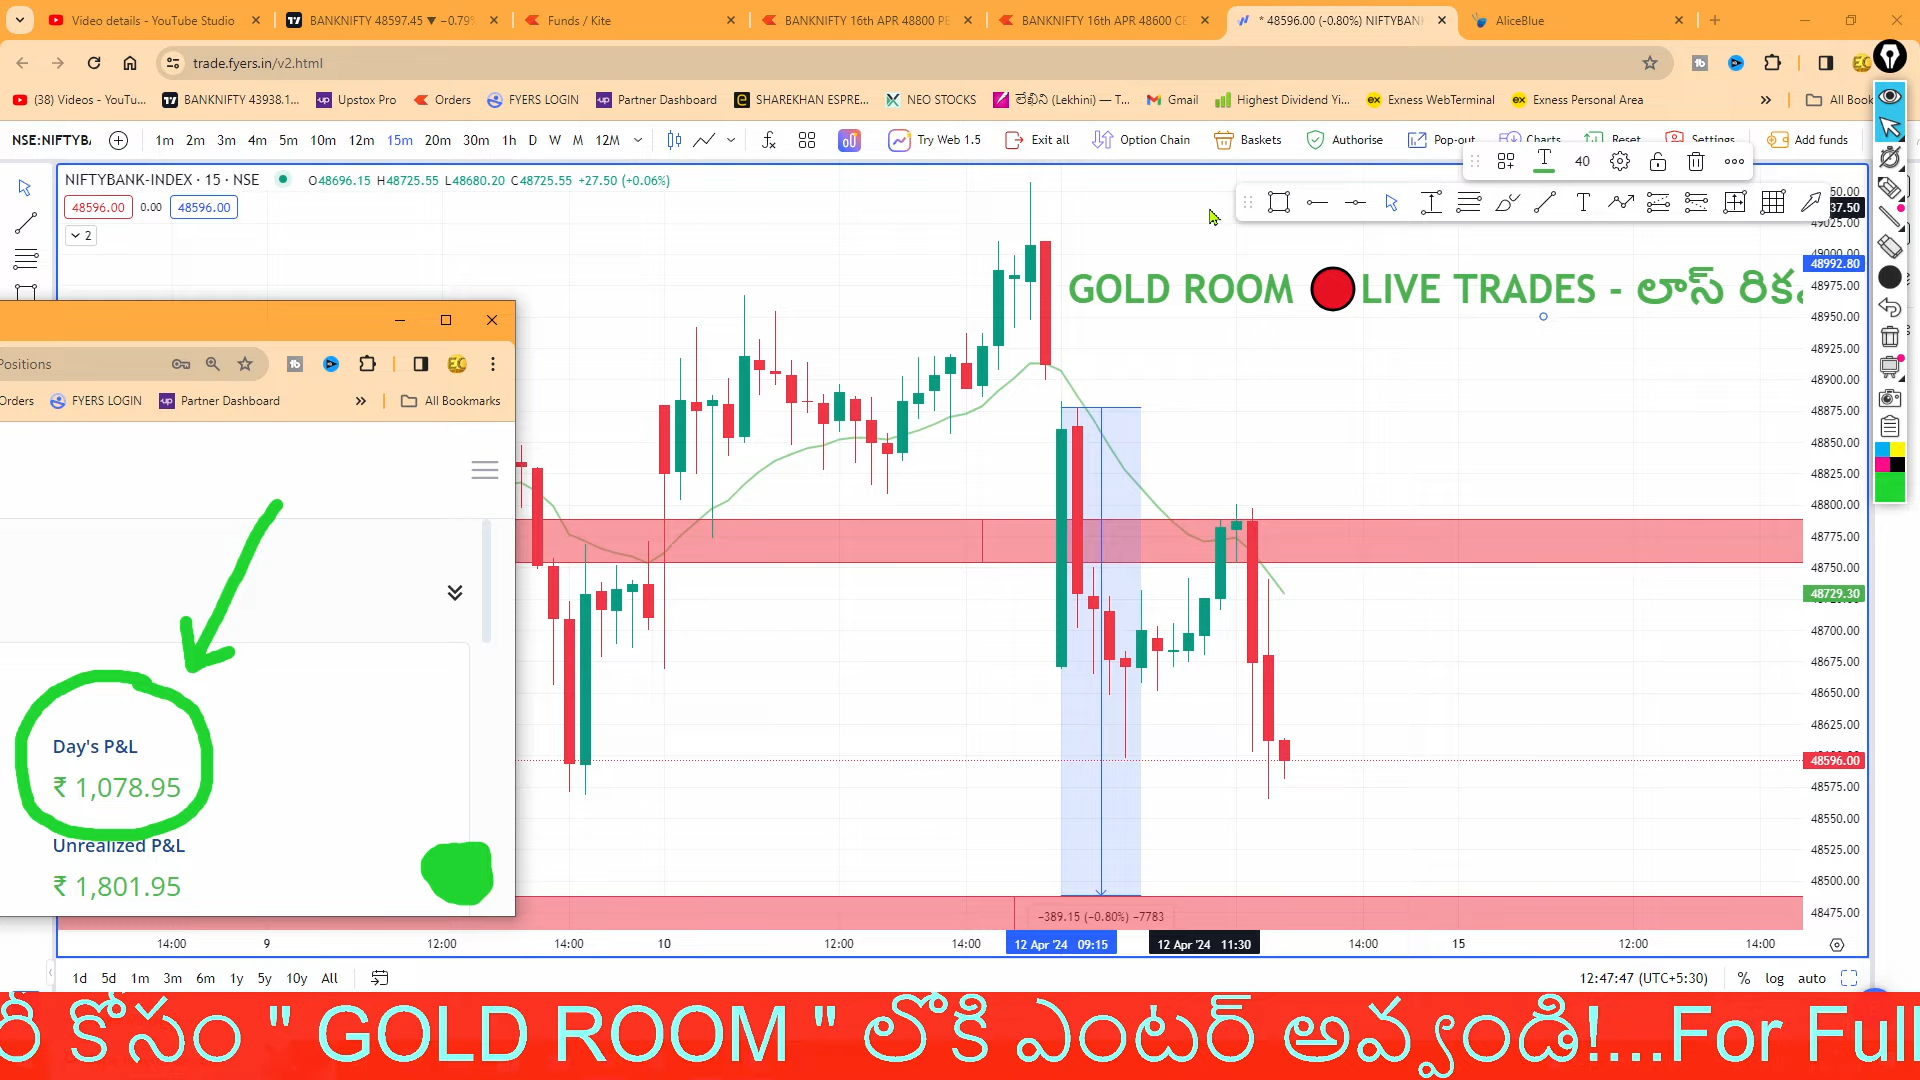 Video details - YouTube Studio
BANKNIFTY 48597.45 ▼ −0.79%
Funds / Kite
BANKNIFTY 16th APR 48800 PE
BANKNIFTY 16th APR 48600 CE
* 48596.00 (-0.80%) NIFTYBANK
AliceBlue
trade.fyers.in/v2.html
(38) Videos - YouTu...
BANKNIFTY 43938.1...
Upstox Pro
Orders
FYERS LOGIN
Partner Dashboard
SHAREKHAN ESPRE...
NEO STOCKS
లేఖిని (Lekhini) — T...
Gmail
Highest Dividend Yi...
Exness WebTerminal
Exness Personal Area
All Book
NSE:NIFTYB
1m 2m 3m 4m 5m 10m 12m 15m 20m 30m 1h D W M 12M
Try Web 1.5
Exit all
Option Chain
Baskets
Authorise
Pop-out
Charts
Reset
Settings
Add funds
40
NIFTYBANK-INDEX · 15 · NSE
O48696.15 H48725.55 L48680.20 C48725.55 +27.50 (+0.06%)
48596.00 0.00 48596.00
2
37.50
49025.00
48992.80
48975.00
48950.00
48925.00
48900.00
48875.00
48850.00
48825.00
48800.00
48775.00
48750.00
48729.30
48700.00
48675.00
48650.00
48625.00
48596.00
48575.00
48550.00
48525.00
48500.00
48475.00
GOLD ROOM 🔴LIVE TRADES - లాస్ రిక
Positions
Orders
FYERS LOGIN
Partner Dashboard
All Bookmarks
Day's P&L
₹ 1,078.95
Unrealized P&L
₹ 1,801.95
−389.15 (−0.80%) −7783
14:00 9 12:00 14:00 10 12:00 14:00 12 Apr '24 09:15 12 Apr '24 11:30 14:00 15 12:00 14:00
1d 5d 1m 3m 6m 1y 5y 10y All
12:47:47 (UTC+5:30)
% log auto
రీ కోసం " GOLD ROOM " లోకి ఎంటర్ అవ్వండి!...For Full